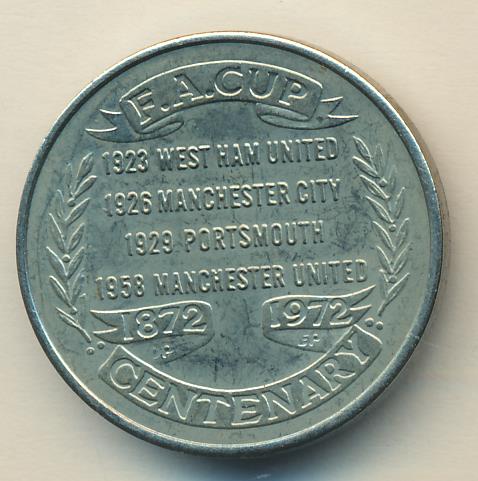 F.A.CUP
1923 WEST HAM UNITED
1926 MANCHESTER CITY
1929 PORTSMOUTH
1958 MANCHESTER UNITED
1872 1972
CENTENARY